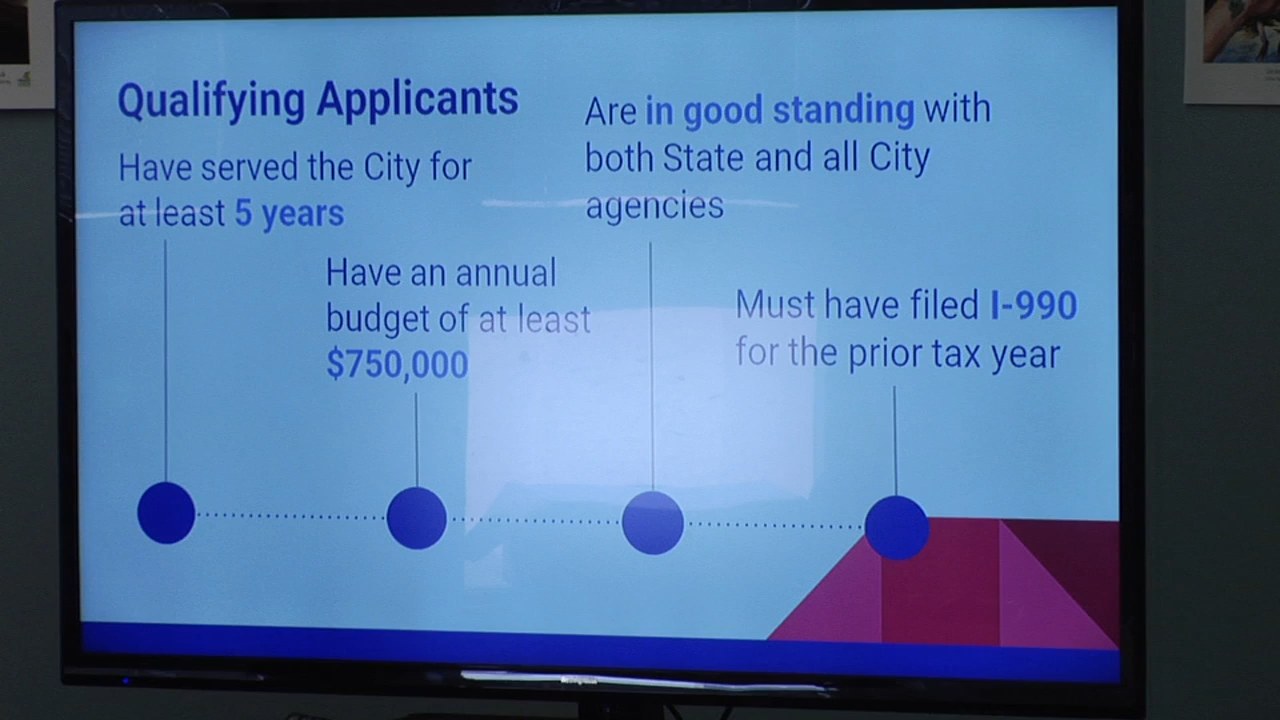 Qualifying Applicants
Have served the City for
at least 5 years
Have an annual
budget of at least
$750,000
Are in good standing with
both State and all City
agencies
Must have filed I-990
for the prior tax year